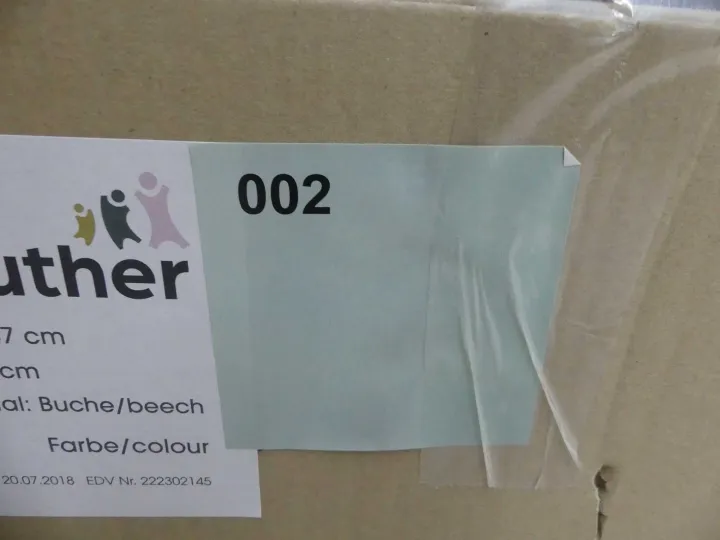 002
uther
7 cm
cm
al: Buche/beech
Farbe/colour
20.07.2018 EDV Nr. 222302145